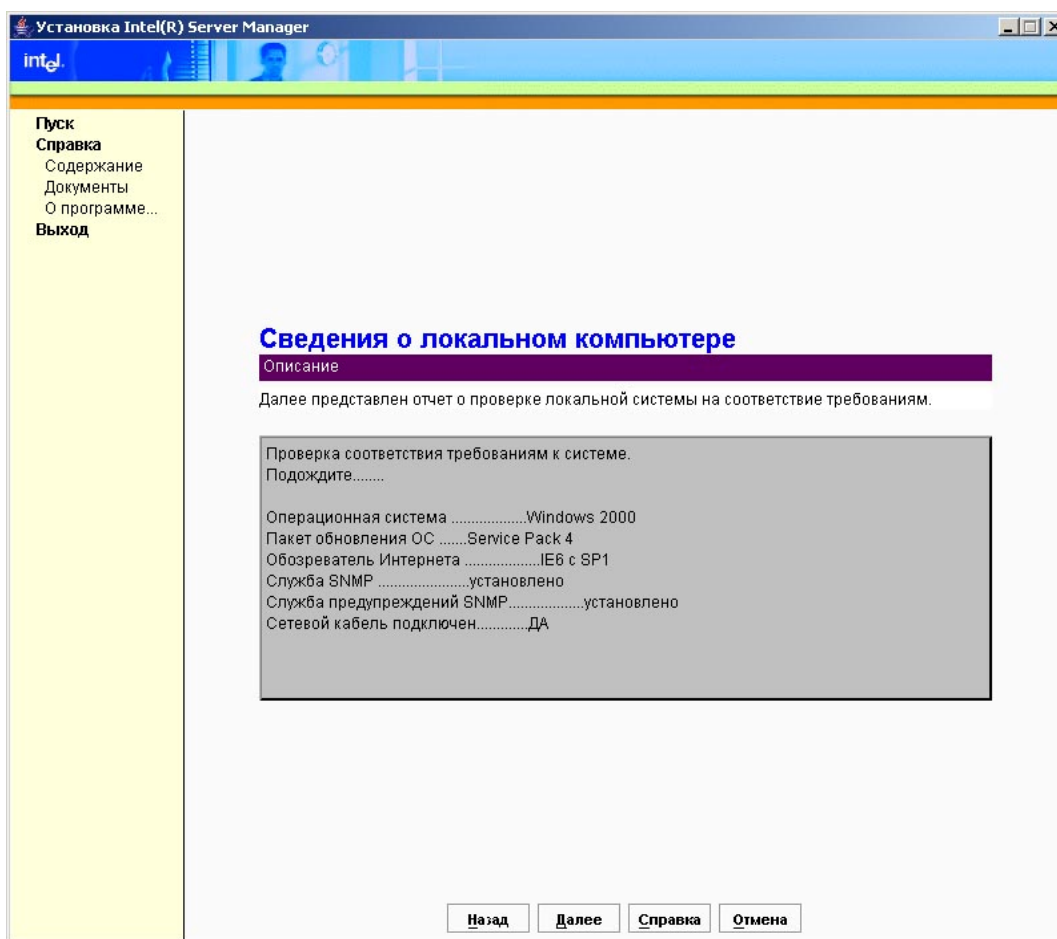 Установка Intel(R) Server Manager
intel.
Пуск
Справка
Содержание
Документы
О программе...
Выход
Сведения о локальном компьютере
Описание
Далее представлен отчет о проверке локальной системы на соответствие требованиям.
Проверка соответствия требованиям к системе.
Подождите........
Операционная система ..................Windows 2000
Пакет обновления ОС .......Service Pack 4
Обозреватель Интернета ..................IE6 с SP1
Служба SNMP ......................установлено
Служба предупреждений SNMP..................установлено
Сетевой кабель подключен............ДА
Назад
Далее
Справка
Отмена